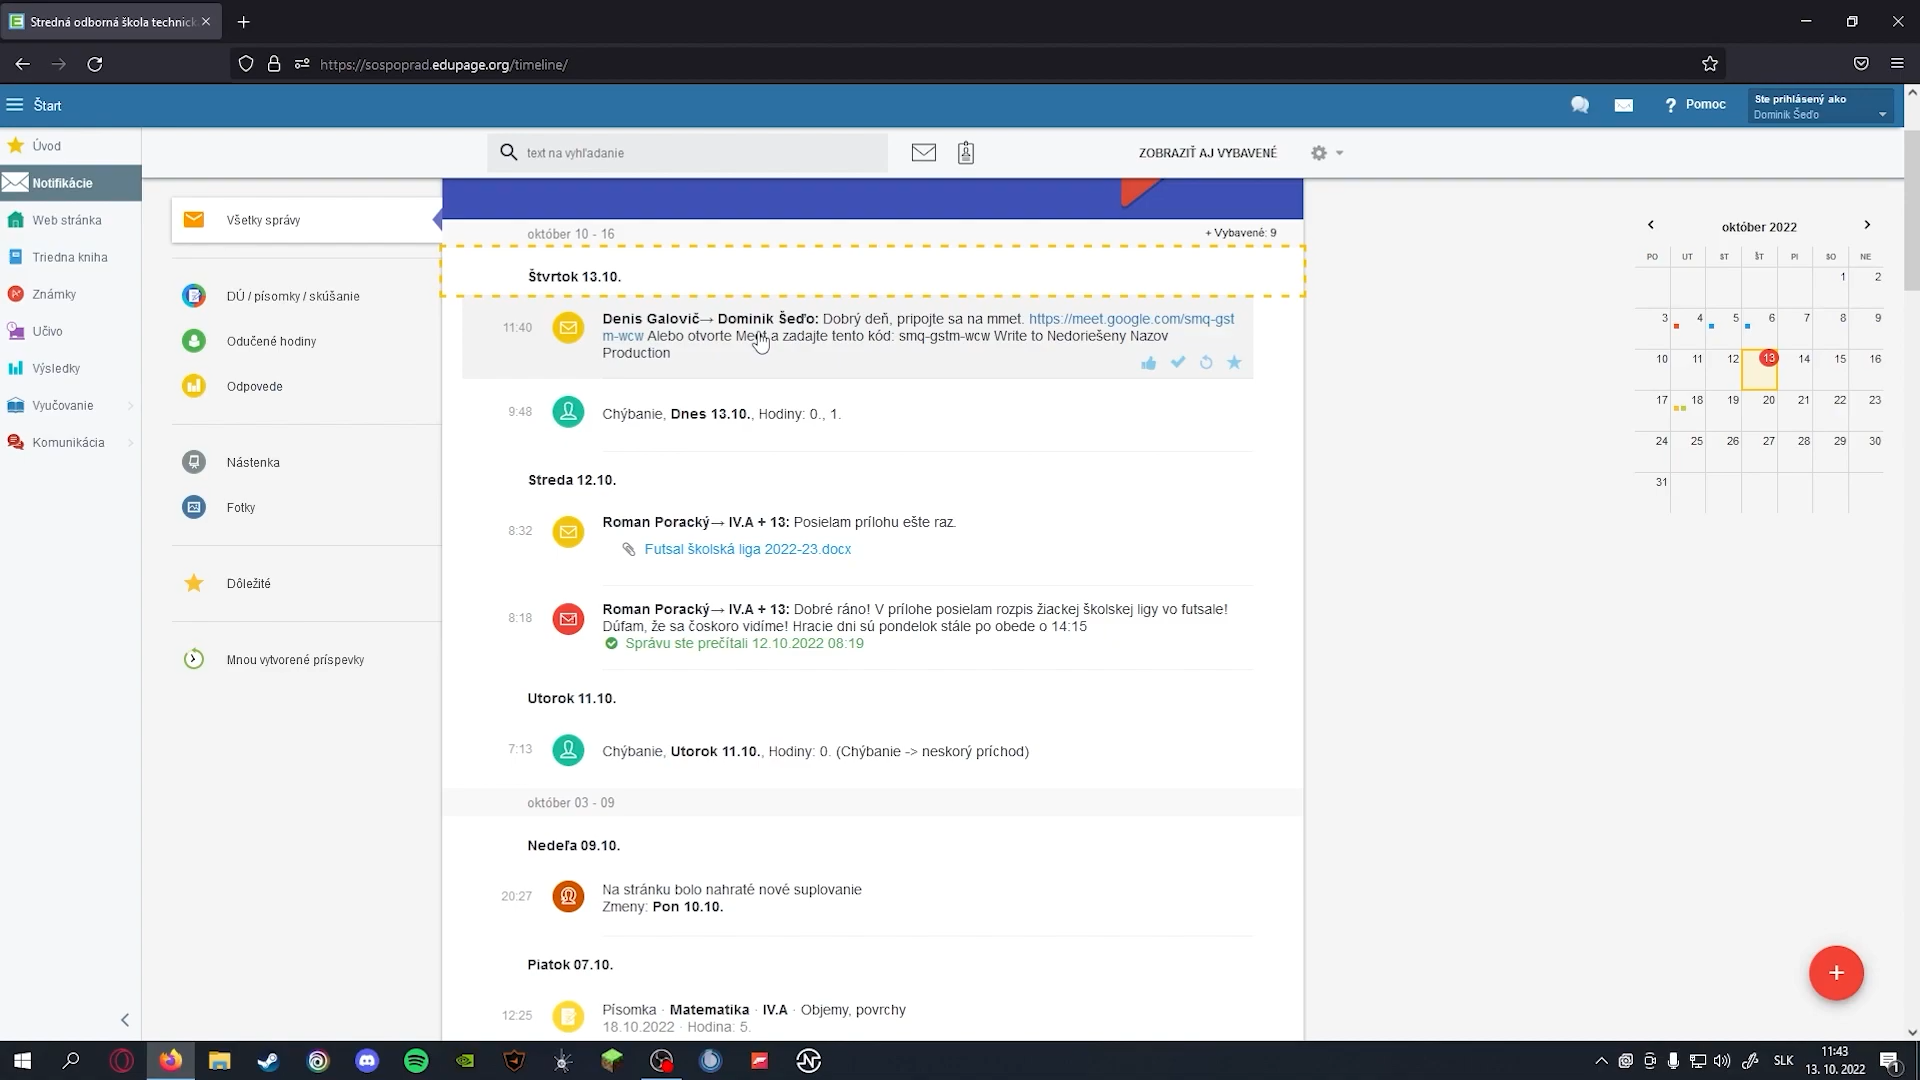 Stredná odborná škola technick
https://sospoprad.edupage.org/timeline/
Štart
? Pomoc
Ste prihlásený ako
Dominik Šeďo
Úvod
Notifikácie
Web stránka
Triedna kniha
Známky
Učivo
Výsledky
Vyučovanie
Komunikácia
text na vyhľadanie
ZOBRAZIŤ AJ VYBAVENÉ
Všetky správy
DÚ / písomky / skúšanie
Odučené hodiny
Odpovede
Nástenka
Fotky
Dôležité
Mnou vytvorené príspevky
október 10 - 16
+ Vybavené: 9
Štvrtok 13.10.
11:40
Denis Galovič→ Dominik Šeďo: Dobrý deň, pripojte sa na mmet. https://meet.google.com/smq-gst
m-wcw Alebo otvorte Meet a zadajte tento kód: smq-gstm-wcw Write to Nedoriešeny Nazov
Production
9:48
Chýbanie, Dnes 13.10., Hodiny: 0., 1.
Streda 12.10.
8:32
Roman Poracký→ IV.A + 13: Posielam prílohu ešte raz.
Futsal školská liga 2022-23.docx
8:18
Roman Poracký→ IV.A + 13: Dobré ráno! V prílohe posielam rozpis žiackej školskej ligy vo futsale!
Dúfam, že sa čoskoro vidíme! Hracie dni sú pondelok stále po obede o 14:15
Správu ste prečítali 12.10.2022 08:19
Utorok 11.10.
7:13
Chýbanie, Utorok 11.10., Hodiny: 0. (Chýbanie -> neskorý príchod)
október 03 - 09
Nedeľa 09.10.
20:27
Na stránku bolo nahraté nové suplovanie
Zmeny: Pon 10.10.
Piatok 07.10.
12:25
Písomka · Matematika · IV.A · Objemy, povrchy
18.10.2022 · Hodina: 5.
október 2022
PO UT ST ŠT PI SO NE
1 2
3 4 5 6 7 8 9
10 11 12 13 14 15 16
17 18 19 20 21 22 23
24 25 26 27 28 29 30
31
SLK
11:43
13. 10. 2022
1